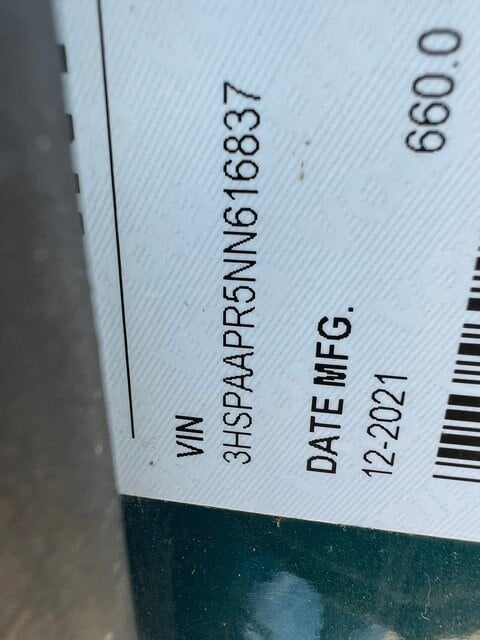 VIN
3HSPAAPR5NN616837
DATE MFG.
12-2021
660.0